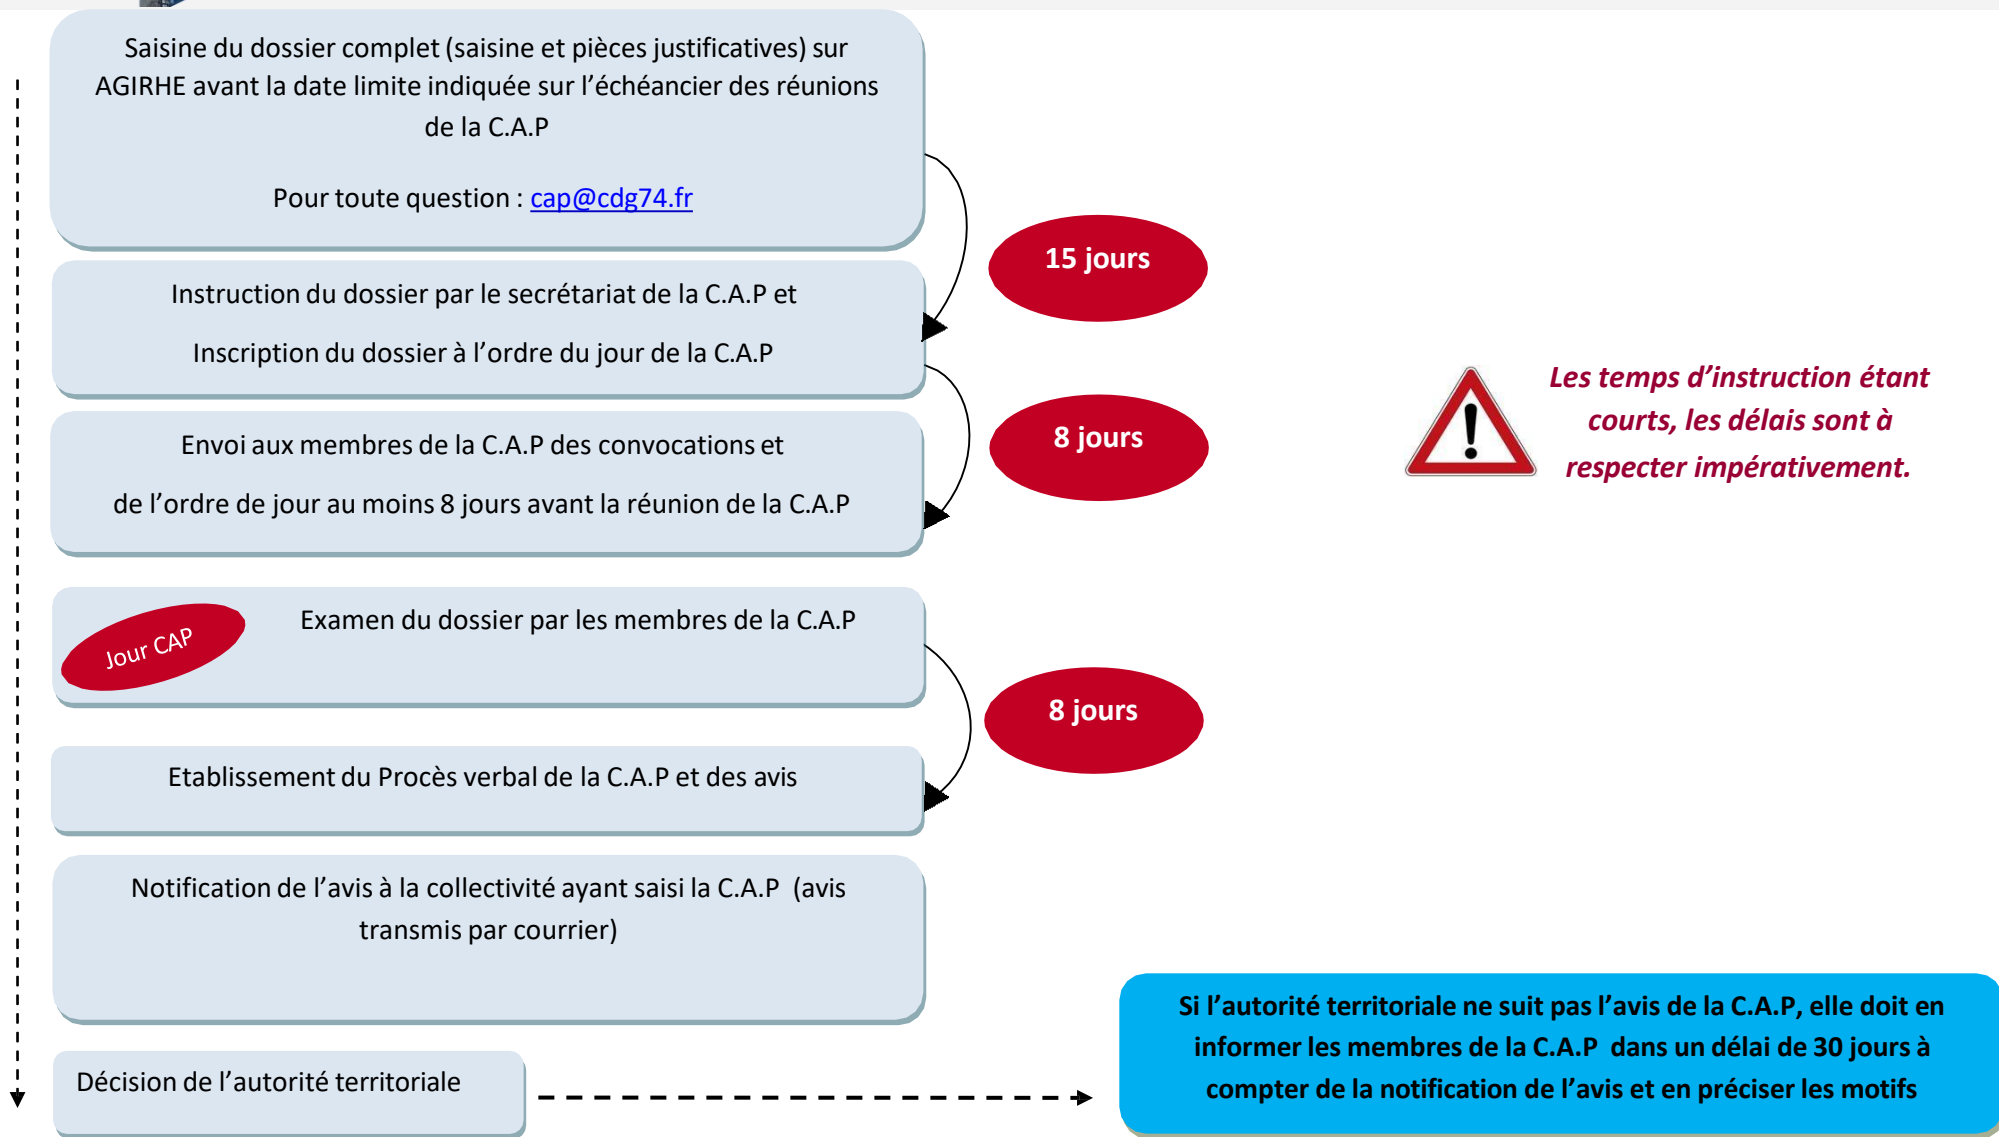 Saisine du dossier complet (saisine et pièces justificatives) sur
AGIRHE avant la date limite indiquée sur l’échéancier des réunions
de la C.A.P
Pour toute question : cap@cdg74.fr
15 jours
Instruction du dossier par le secrétariat de la C.A.P et
Inscription du dossier à l’ordre du jour de la C.A.P
Les temps d’instruction étant
courts, les délais sont à
respecter impérativement.
8 jours
Envoi aux membres de la C.A.P des convocations et
de l’ordre de jour au moins 8 jours avant la réunion de la C.A.P
Jour CAP
Examen du dossier par les membres de la C.A.P
8 jours
Etablissement du Procès verbal de la C.A.P et des avis
Notification de l’avis à la collectivité ayant saisi la C.A.P (avis
transmis par courrier)
Décision de l’autorité territoriale
Si l’autorité territoriale ne suit pas l’avis de la C.A.P, elle doit en
informer les membres de la C.A.P dans un délai de 30 jours à
compter de la notification de l’avis et en préciser les motifs